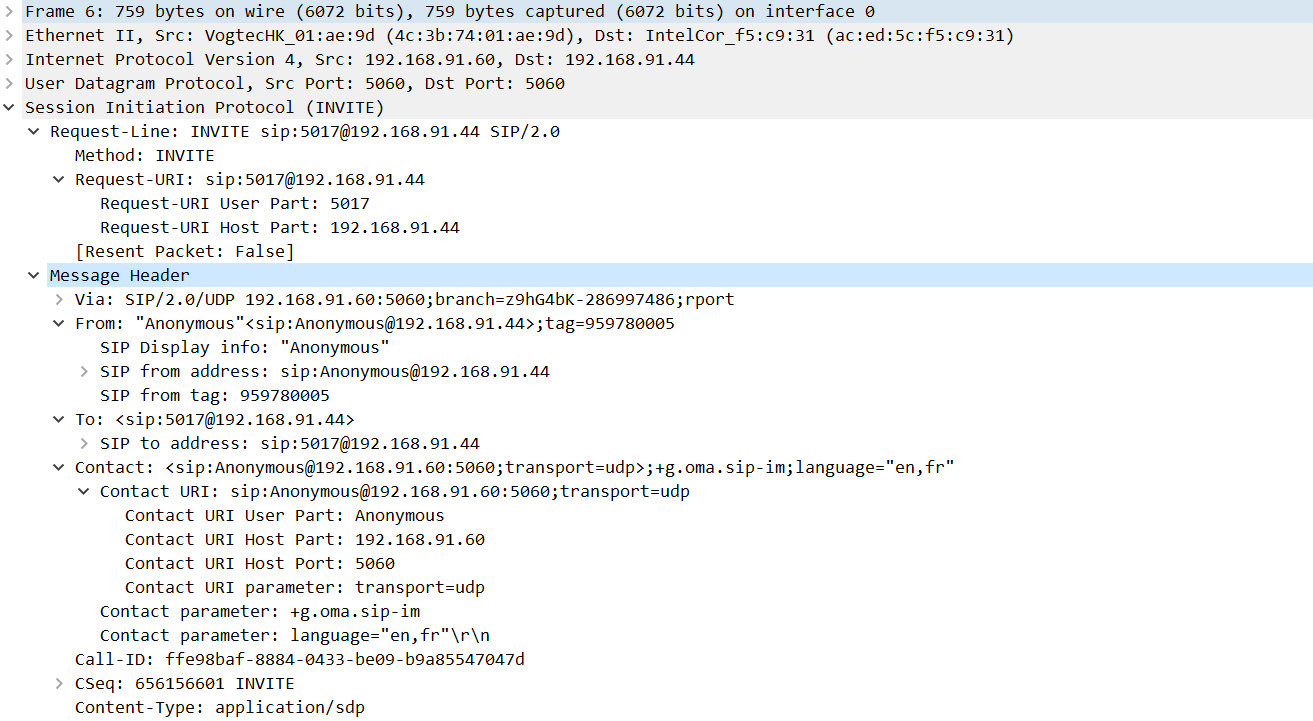 Frame 6: 759 bytes on wire (6072 bits), 759 bytes captured (6072 bits) on interface 0
Ethernet II, Src: VogtecHK_01:ae:9d (4c:3b:74:01:ae:9d), Dst: IntelCor_f5:c9:31 (ac:ed:5c:f5:c9:31)
Internet Protocol Version 4, Src: 192.168.91.60, Dst: 192.168.91.44
User Datagram Protocol, Src Port: 5060, Dst Port: 5060
Session Initiation Protocol (INVITE)
Request-Line: INVITE sip:5017@192.168.91.44 SIP/2.0
Method: INVITE
Request-URI: sip:5017@192.168.91.44
Request-URI User Part: 5017
Request-URI Host Part: 192.168.91.44
[Resent Packet: False]
Message Header
Via: SIP/2.0/UDP 192.168.91.60:5060;branch=z9hG4bK-286997486;rport
From: "Anonymous"<sip:Anonymous@192.168.91.44>;tag=959780005
SIP Display info: "Anonymous"
SIP from address: sip:Anonymous@192.168.91.44
SIP from tag: 959780005
To: <sip:5017@192.168.91.44>
SIP to address: sip:5017@192.168.91.44
Contact: <sip:Anonymous@192.168.91.60:5060;transport=udp>;+g.oma.sip-im;language="en,fr"
Contact URI: sip:Anonymous@192.168.91.60:5060;transport=udp
Contact URI User Part: Anonymous
Contact URI Host Part: 192.168.91.60
Contact URI Host Port: 5060
Contact URI parameter: transport=udp
Contact parameter: +g.oma.sip-im
Contact parameter: language="en,fr"\r\n
Call-ID: ffe98baf-8884-0433-be09-b9a85547047d
CSeq: 656156601 INVITE
Content-Type: application/sdp